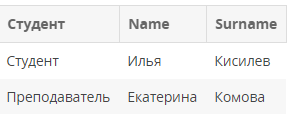 Студент Name Surname
Студент Илья Кисилев
Преподаватель Екатерина Комова